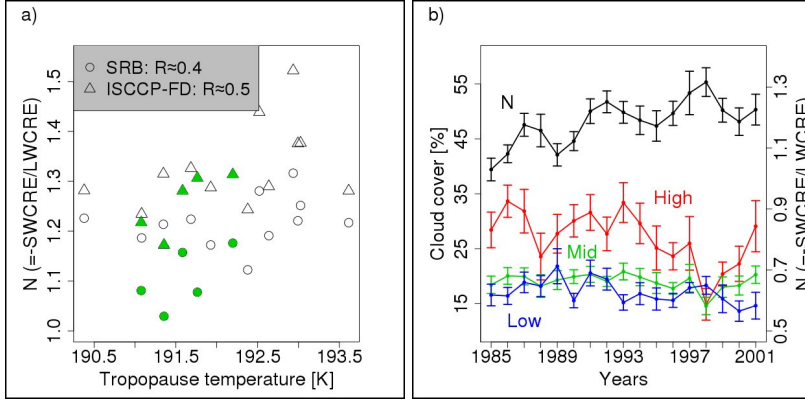 a)
SRB: R≈0.4
ISCCP-FD: R≈0.5
N (=-SWCRE/LWCRE)
1.5
1.4
1.3
1.2
1.1
1.0
190.5 191.5 192.5 193.5
Tropopause temperature [K]
b)
N
High
Mid
Low
Cloud cover [%]
55
45
35
25
15
1985 1989 1993 1997 2001
Years
1.3
1.1
0.9
0.7
0.5
N (=-SWCRE/LWCRE)